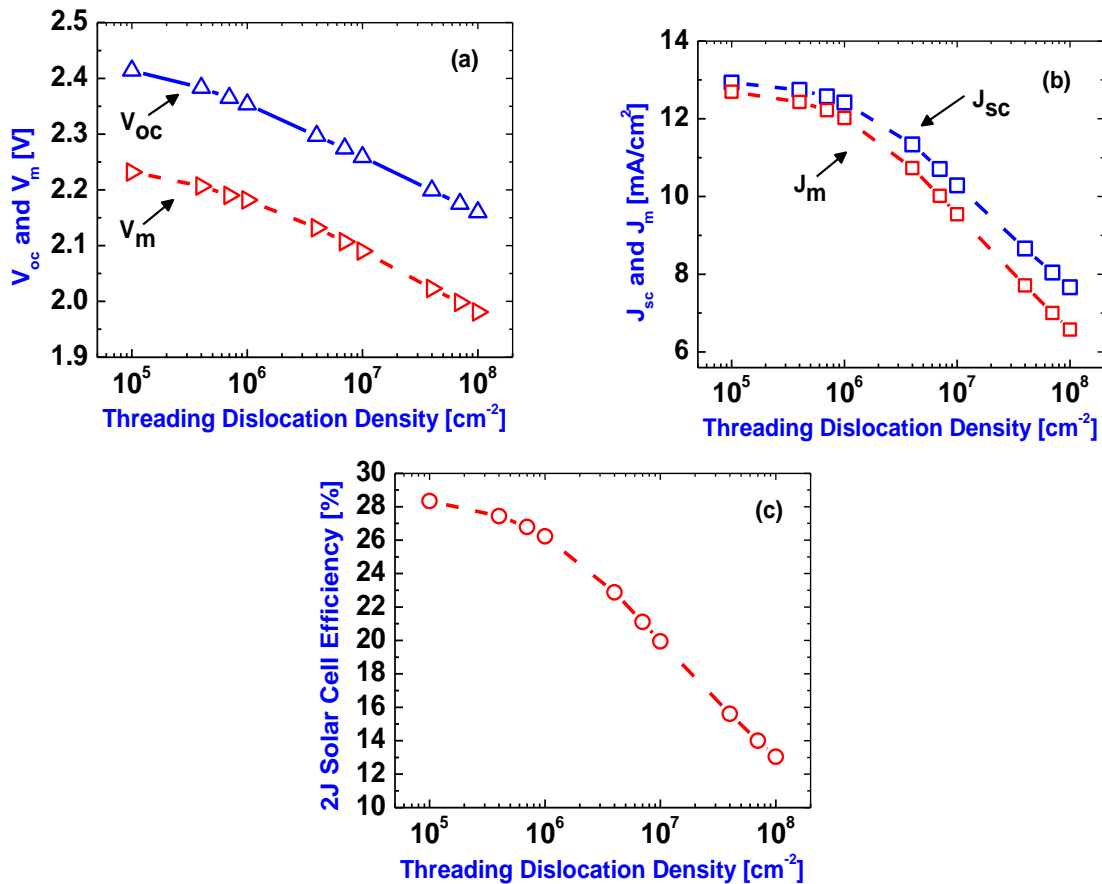 (a)
2.5
2.4
2.3
2.2
2.1
2.0
1.9
V_oc and V_m [V]
V_oc
V_m
10^5 10^6 10^7 10^8
Threading Dislocation Density [cm^-2]
(b)
14
12
10
8
6
J_sc and J_m [mA/cm^2]
J_sc
J_m
10^5 10^6 10^7 10^8
Threading Dislocation Density [cm^-2]
(c)
30
28
26
24
22
20
18
16
14
12
10
2J Solar Cell Efficiency [%]
10^5 10^6 10^7 10^8
Threading Dislocation Density [cm^-2]